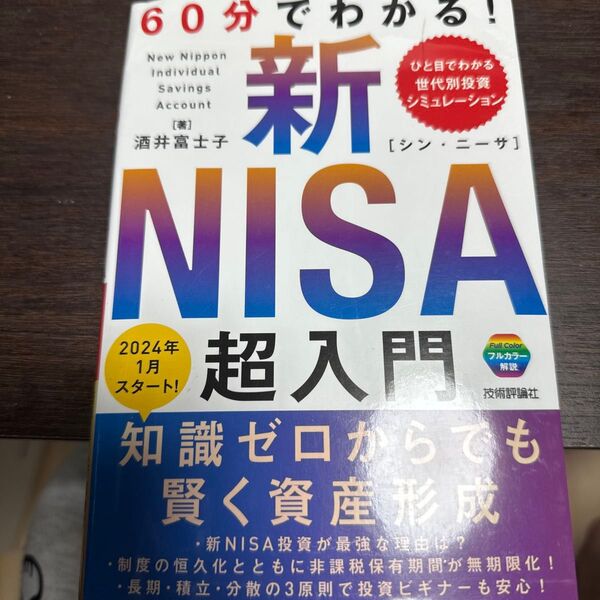 60分でわかる!
New Nippon
Individual
Savings
Account
[著]
酒井富士子
新
ひと目でわかる
世代別投資
シミュレーション
[シン・ニーサ]
NISA
2024年
1月
スタート!
超入門
Full Color
フルカラー
解説
技術評論社
知識ゼロからでも
賢く資産形成
・新NISA投資が最強な理由は?
・制度の恒久化とともに非課税保有期間が無期限化!
・長期・積立・分散の3原則で投資ビギナーも安心!